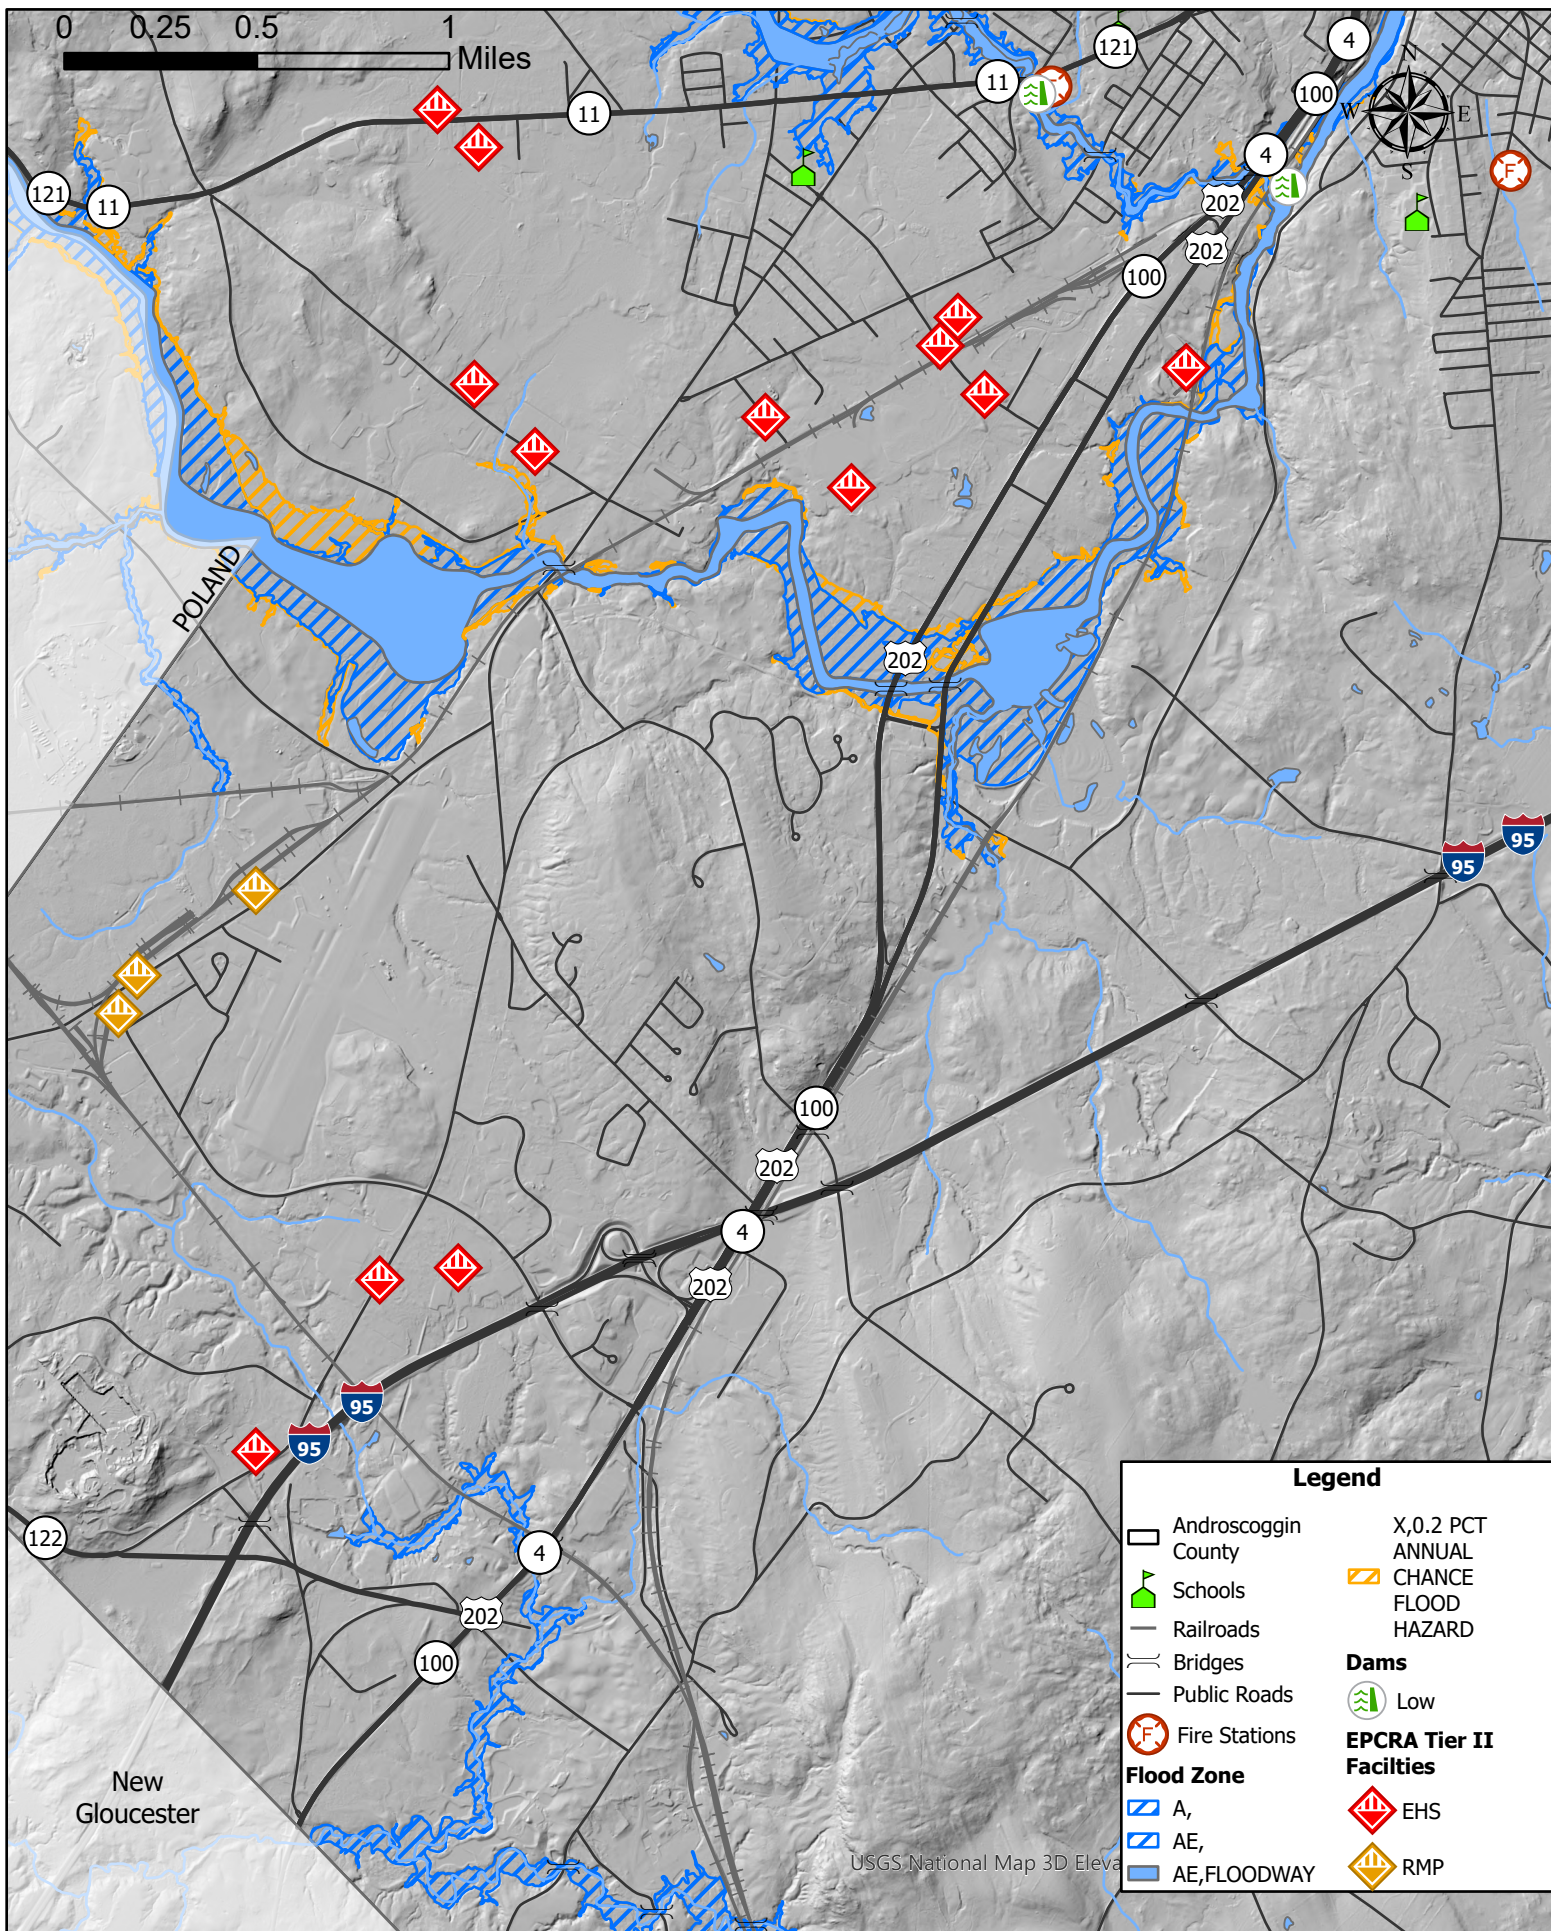 0 0.25 0.5 1
Miles
4
121
11
11
100
N
W E
S
4
121
11
202
202
100
POLAND
202
95
95
100
202
4
202
95
95
122
4
202
100
New
Gloucester
USGS National Map 3D Eleva
Legend
Androscoggin
County
Schools
Railroads
Bridges
Public Roads
F Fire Stations
Flood Zone
A,
AE,
AE,FLOODWAY
X,0.2 PCT
ANNUAL
CHANCE
FLOOD
HAZARD
Dams
Low
EPCRA Tier II
Facilties
EHS
RMP
F
F